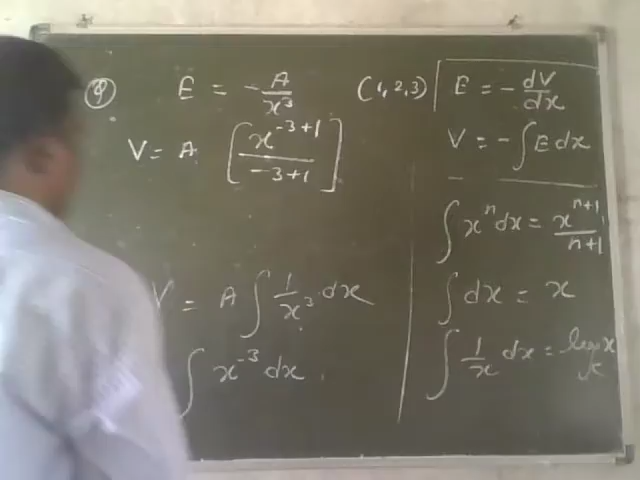 9 E = - A/x³ (1,2,3)
V = A [x^(-3+1)/(-3+1)]
V = A ∫ 1/x³ dx
∫ x^(-3) dx
E = - dV/dx
V = - ∫ E dx
∫ xⁿ dx = x^(n+1)/(n+1)
∫ dx = x
∫ 1/x dx = log x